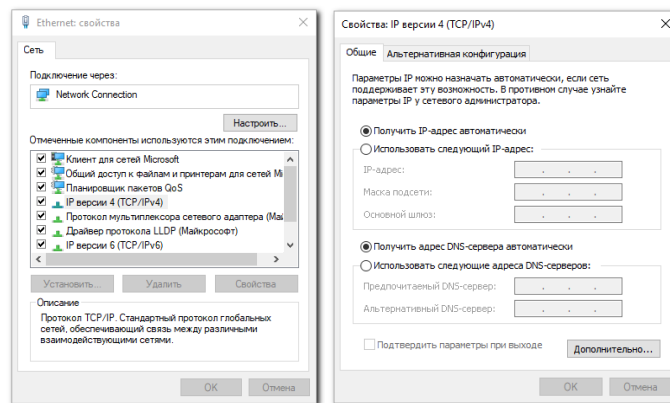 Ethernet: свойства
Сеть
Подключение через:
Network Connection
Настроить...
Отмеченные компоненты используются этим подключением:
Клиент для сетей Microsoft
Общий доступ к файлам и принтерам для сетей Mi
Планировщик пакетов QoS
IP версии 4 (TCP/IPv4)
Протокол мультиплексора сетевого адаптера (Май
Драйвер протокола LLDP (Майкрософт)
IP версии 6 (TCP/IPv6)
Установить...
Удалить
Свойства
Описание
Протокол TCP/IP. Стандартный протокол глобальных
сетей, обеспечивающий связь между различными
взаимодействующими сетями.
OK
Отмена
Свойства: IP версии 4 (TCP/IPv4)
Общие
Альтернативная конфигурация
Параметры IP можно назначать автоматически, если сеть
поддерживает эту возможность. В противном случае узнайте
параметры IP у сетевого администратора.
Получить IP-адрес автоматически
Использовать следующий IP-адрес:
IP-адрес:
Маска подсети:
Основной шлюз:
Получить адрес DNS-сервера автоматически
Использовать следующие адреса DNS-серверов:
Предпочитаемый DNS-сервер:
Альтернативный DNS-сервер:
Подтвердить параметры при выходе
Дополнительно...
OK
Отмена